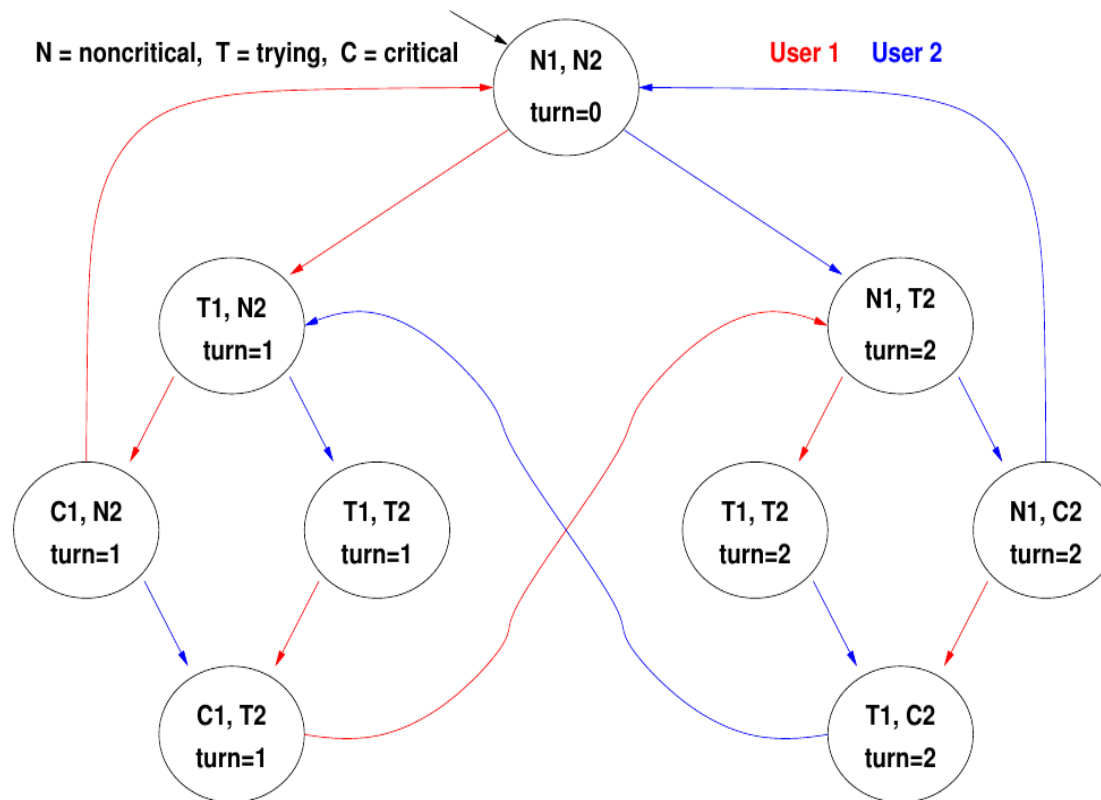 N = noncritical, T = trying, C = critical
User 1 User 2
N1, N2
turn=0
T1, N2
turn=1
N1, T2
turn=2
C1, N2
turn=1
T1, T2
turn=1
T1, T2
turn=2
N1, C2
turn=2
C1, T2
turn=1
T1, C2
turn=2